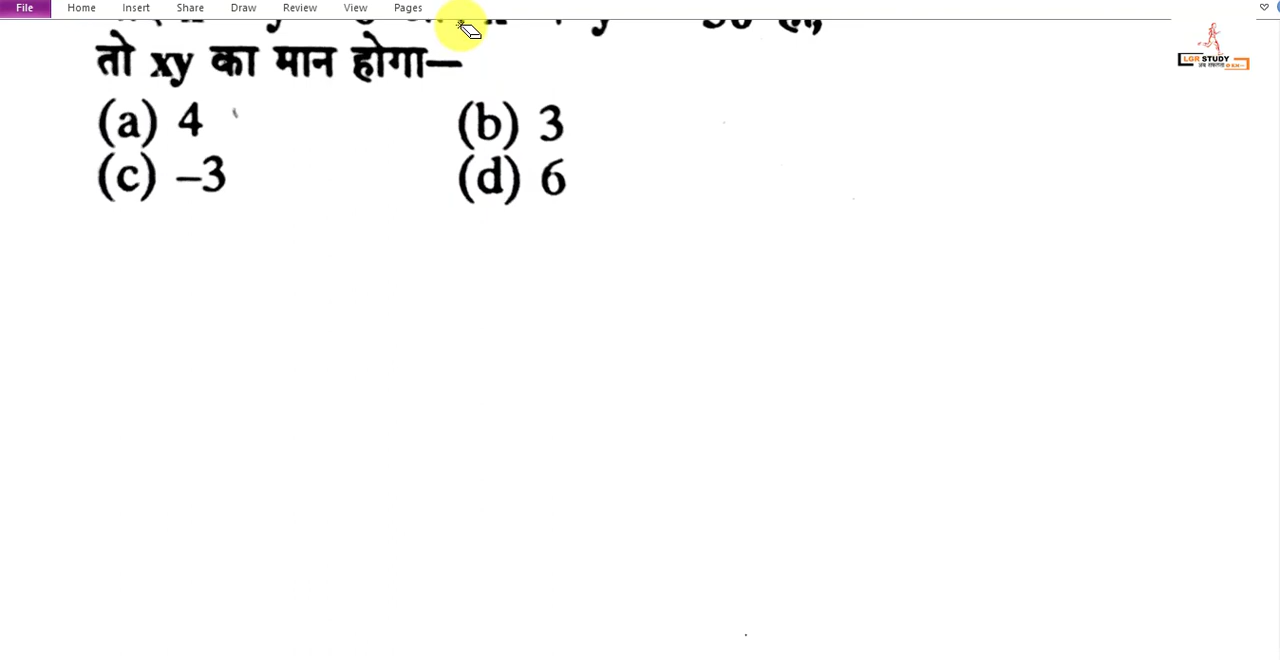 File Home Insert Share Draw Review View Pages
तो xy का मान होगा—
(a) 4 (b) 3
(c) –3 (d) 6
LGR STUDY